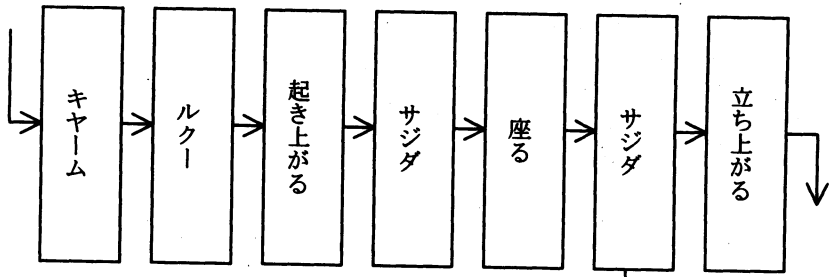 キヤーム
ルクー
起き上がる
サジダ
座る
サジダ
立ち上がる